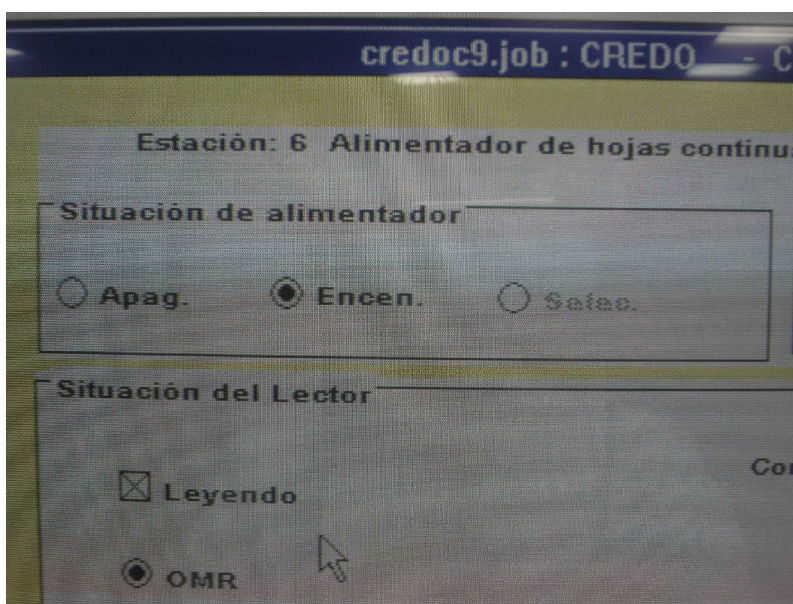 credoc9.job : CREDO - C
Estación: 6 Alimentador de hojas continu
Situación de alimentador
Apag. Encen. Selec.
Situación del Lector
Cor
Leyendo
OMR